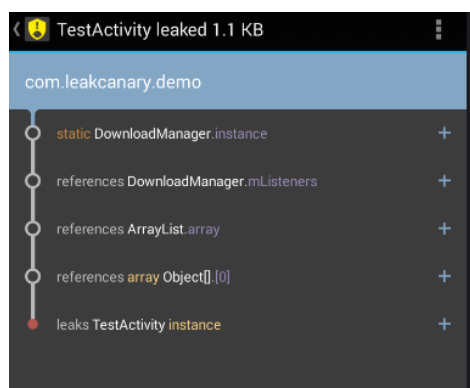 TestActivity leaked 1.1 KB
com.leakcanary.demo
static DownloadManager.instance
references DownloadManager.mListeners
references ArrayList.array
references array Object[].[0]
leaks TestActivity instance